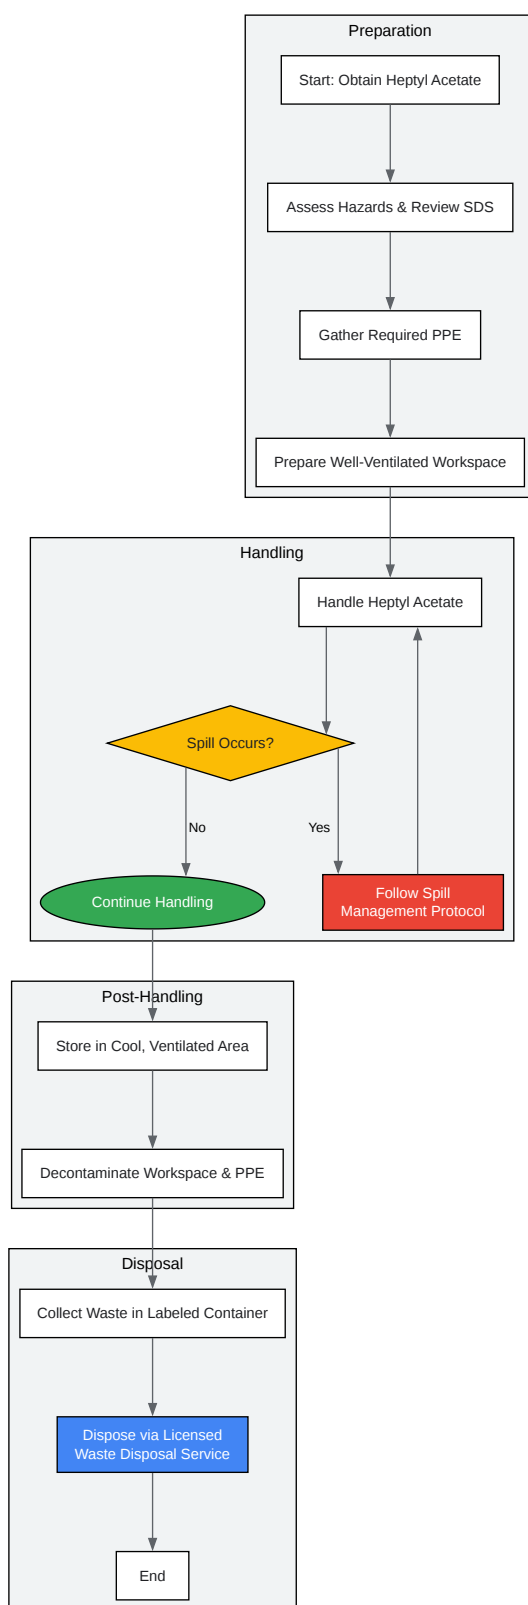 Preparation
Start: Obtain Heptyl Acetate
Assess Hazards & Review SDS
Gather Required PPE
Prepare Well-Ventilated Workspace
Handling
Handle Heptyl Acetate
Spill Occurs?
No
Yes
Continue Handling
Follow Spill
Management Protocol
Post-Handling
Store in Cool, Ventilated Area
Decontaminate Workspace & PPE
Disposal
Collect Waste in Labeled Container
Dispose via Licensed
Waste Disposal Service
End